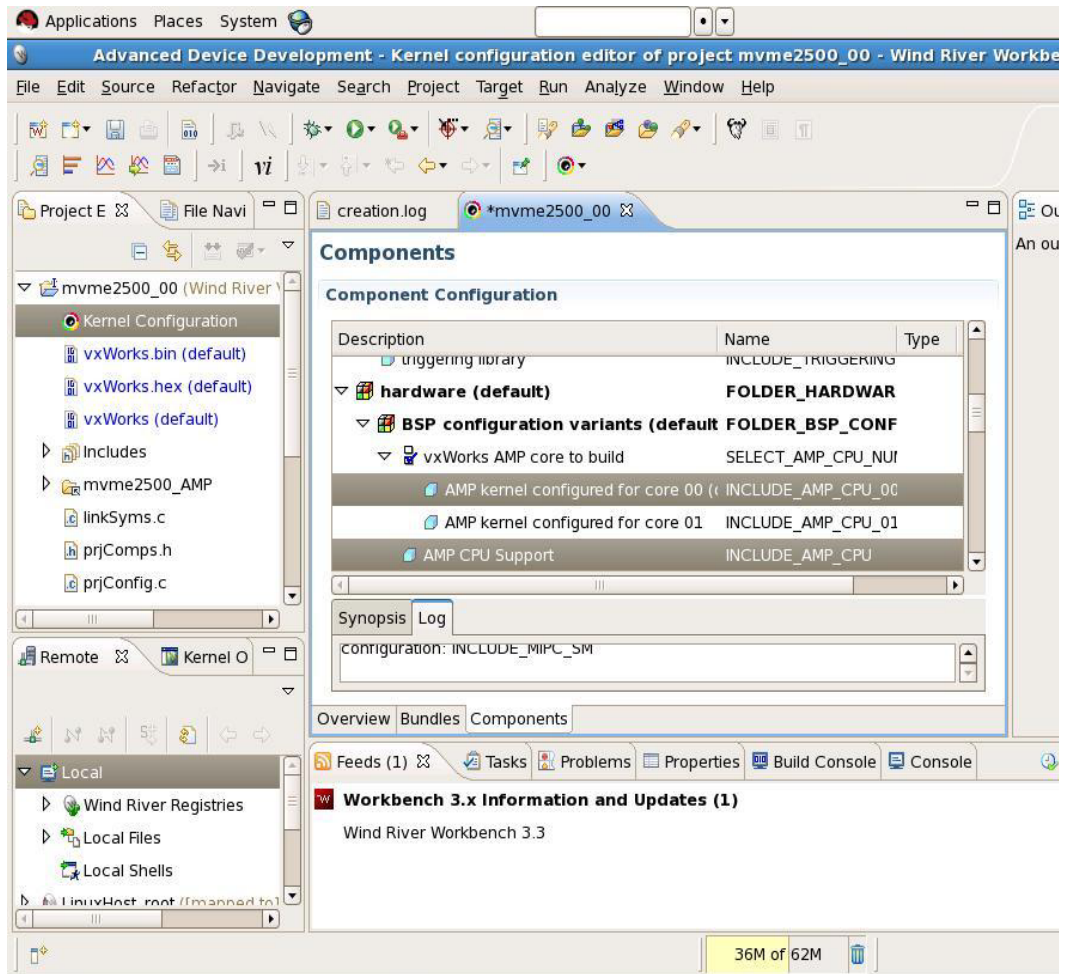 Applications Places System
Advanced Device Development - Kernel configuration editor of project mvme2500_00 - Wind River Workbe
File Edit Source Refactor Navigate Search Project Target Run Analyze Window Help
vi
Project E File Navi
creation.log *mvme2500_00
Ou
An ou
Components
Component Configuration
mvme2500_00 (Wind River
Kernel Configuration
vxWorks.bin (default)
vxWorks.hex (default)
vxWorks (default)
Includes
mvme2500_AMP
linkSyms.c
prjComps.h
prjConfig.c
Description Name Type
triggering library INCLUDE_TRIGGERING
hardware (default) FOLDER_HARDWAR
BSP configuration variants (default FOLDER_BSP_CONF
vxWorks AMP core to build SELECT_AMP_CPU_NUM
AMP kernel configured for core 00 (d INCLUDE_AMP_CPU_00
AMP kernel configured for core 01 INCLUDE_AMP_CPU_01
AMP CPU Support INCLUDE_AMP_CPU
Synopsis Log
configuration: INCLUDE_MIPC_SM
Overview Bundles Components
Remote Kernel O
Local
Wind River Registries
Local Files
Local Shells
LinuxHost_root ([mapped to]
Feeds (1) Tasks Problems Properties Build Console Console
Workbench 3.x Information and Updates (1)
Wind River Workbench 3.3
36M of 62M